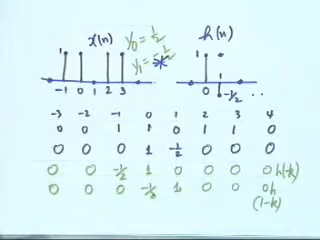 x(n) y₀ = 1/2 h(n)
1 y₁ = 1
-1 0 1 2 3 0 1 -1/2 ..
-3 -2 -1 0 1 2 3 4
0 0 1 1 0 1 1 0
0 0 0 1 -1/2 0 0 0
0 0 -1/2 1 0 0 0 0 h(-k)
0 0 0 -1/2 1 0 0 0 h
(1-k)